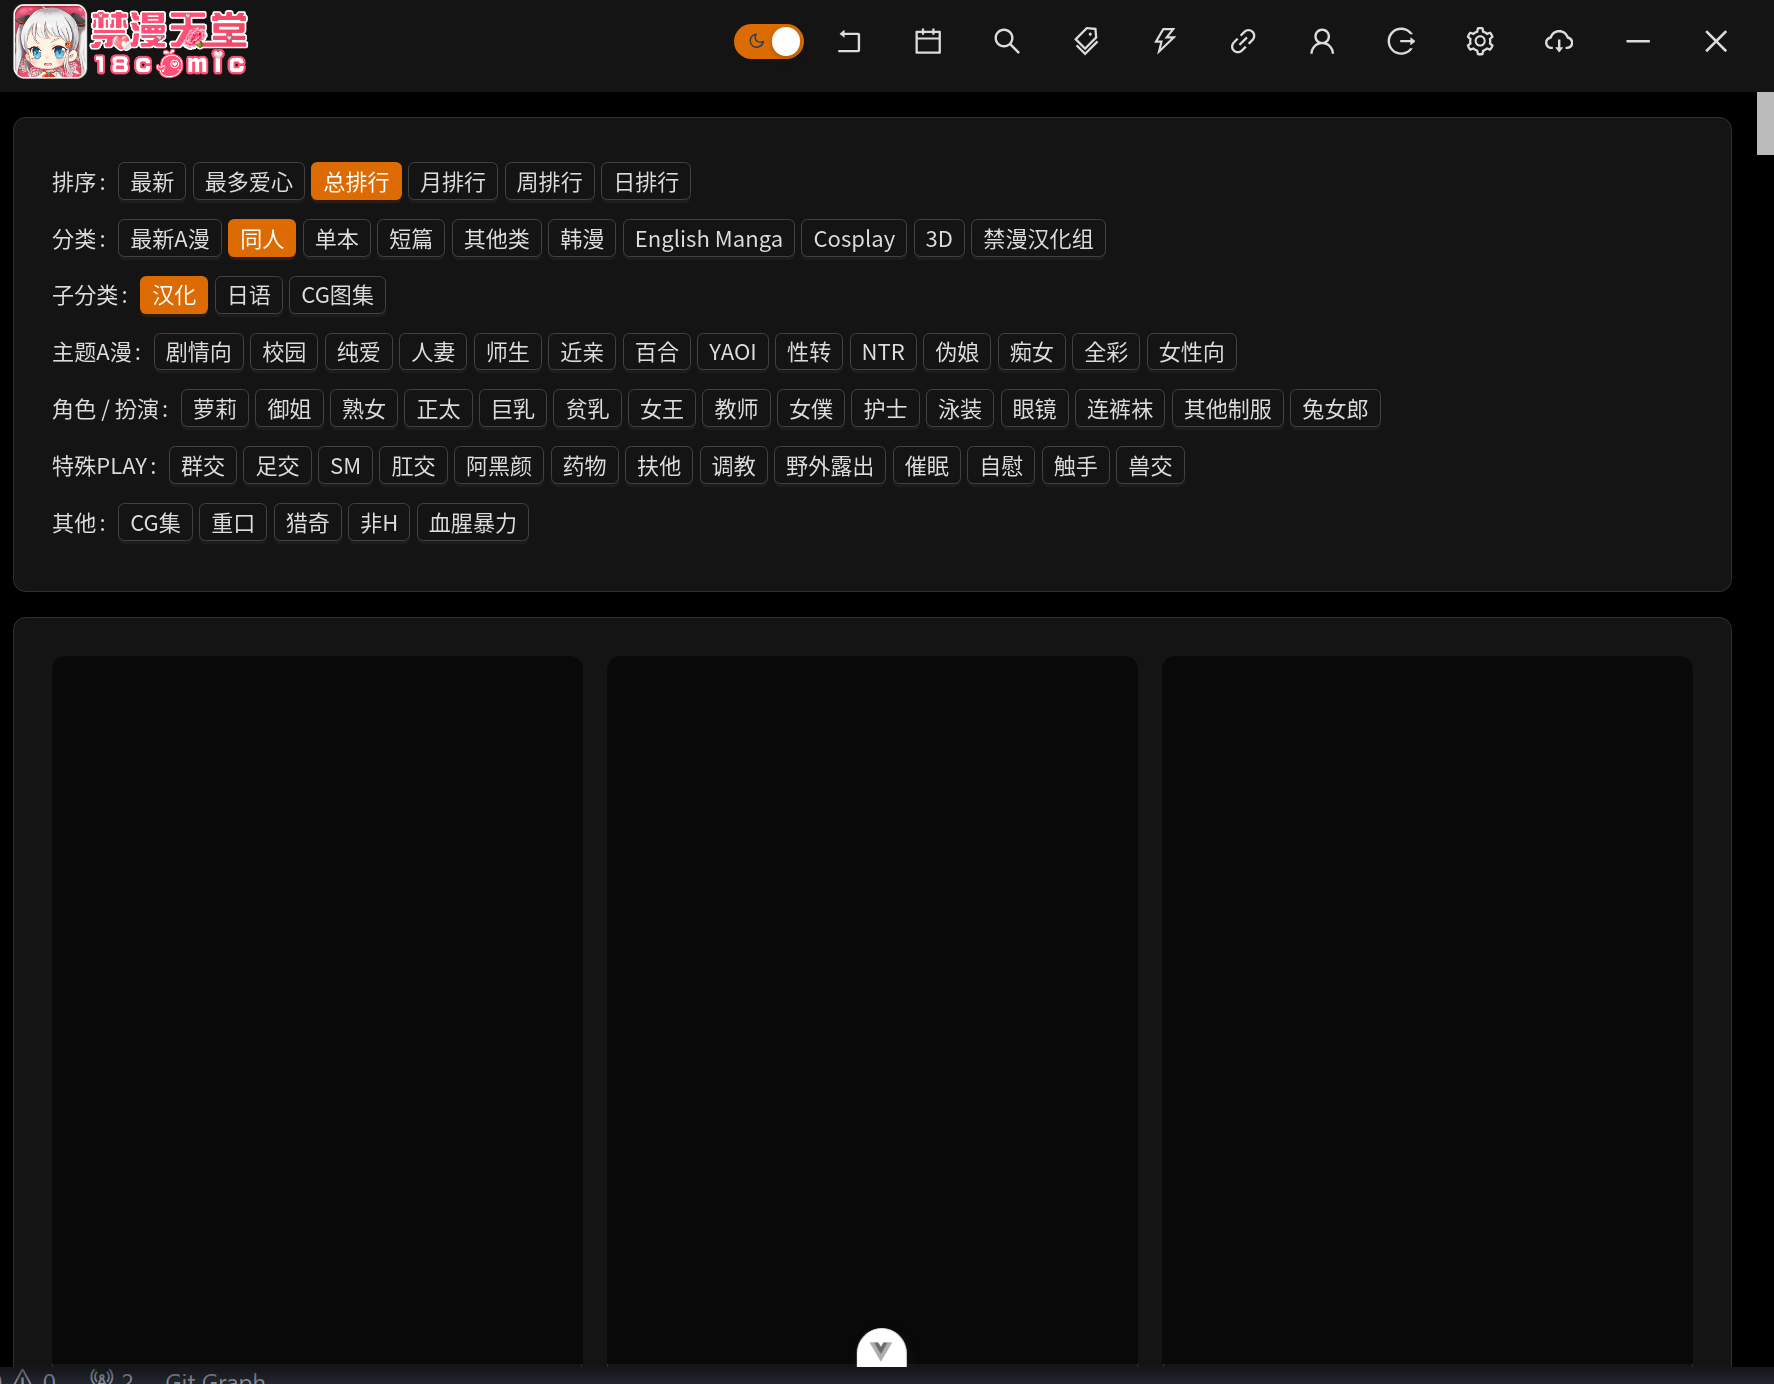 禁漫天堂
18comic
排序: 最新 最多爱心 总排行 月排行 周排行 日排行
分类: 最新A漫 同人 单本 短篇 其他类 韩漫 English Manga Cosplay 3D 禁漫汉化组
子分类: 汉化 日语 CG图集
主题A漫: 剧情向 校园 纯爱 人妻 师生 近亲 百合 YAOI 性转 NTR 伪娘 痴女 全彩 女性向
角色 / 扮演: 萝莉 御姐 熟女 正太 巨乳 贫乳 女王 教师 女僕 护士 泳装 眼镜 连裤袜 其他制服 兔女郎
特殊PLAY: 群交 足交 SM 肛交 阿黑颜 药物 扶他 调教 野外露出 催眠 自慰 触手 兽交
其他: CG集 重口 猎奇 非H 血腥暴力
0 2 Git Graph